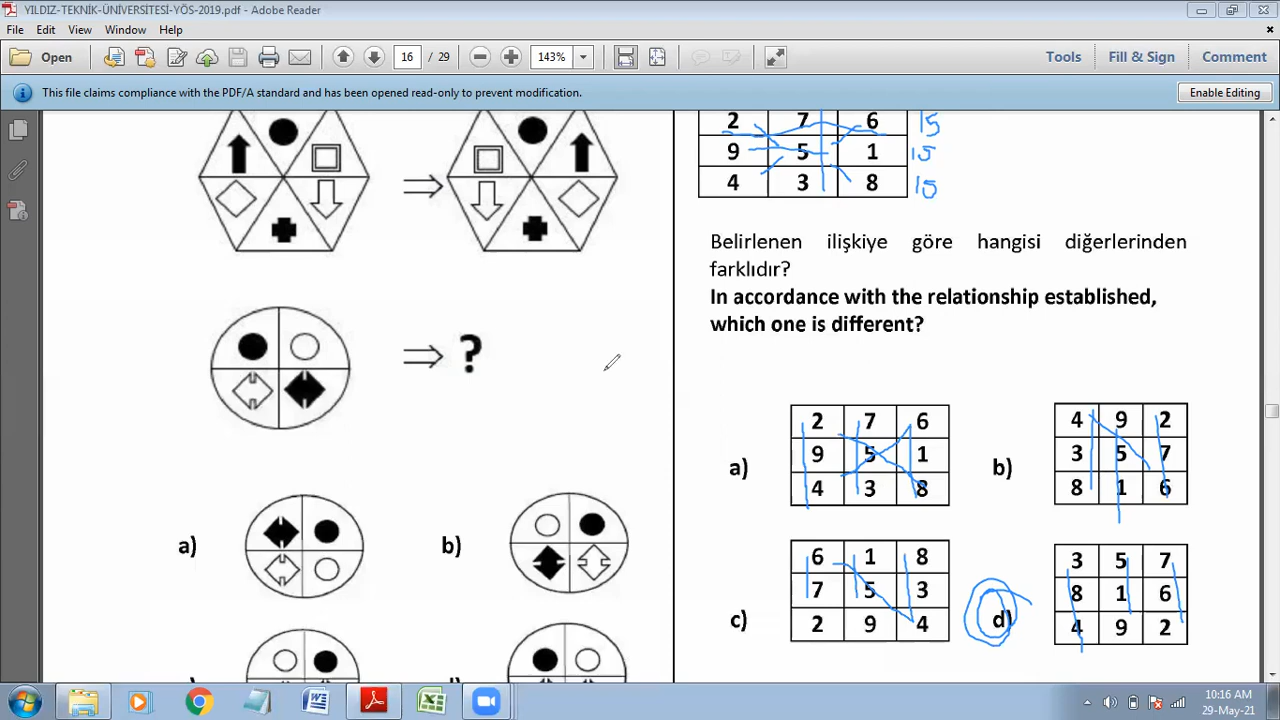 YILDIZ-TEKNİK-ÜNİVERSİTESİ-YÖS-2019.pdf - Adobe Reader
File Edit View Window Help
Open 16 / 29 143% Tools Fill & Sign Comment
This file claims compliance with the PDF/A standard and has been opened read-only to prevent modification. Enable Editing
2 7 6 15
9 5 1 15
4 3 8 15
Belirlenen ilişkiye göre hangisi diğerlerinden
farklıdır?
In accordance with the relationship established,
which one is different?
?
a) b)
a)
2 7 6
9 5 1
4 3 8
b)
4 9 2
3 5 7
8 1 6
c)
6 1 8
7 5 3
2 9 4
d)
3 5 7
8 1 6
4 9 2
10:16 AM
29-May-21